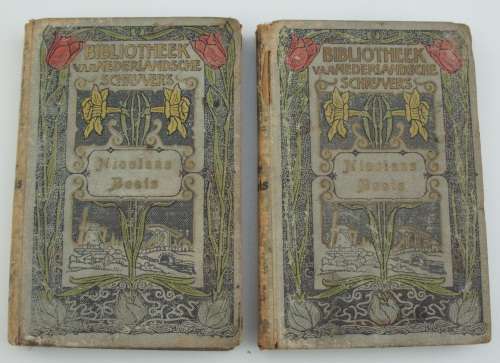 BIBLIOTHEEK
VAN NEDERLANDSCHE
SCHRIJVERS
Nicolaas
Beets
BIBLIOTHEEK
VAN NEDERLANDSCHE
SCHRIJVERS
Nicolaas
Beets